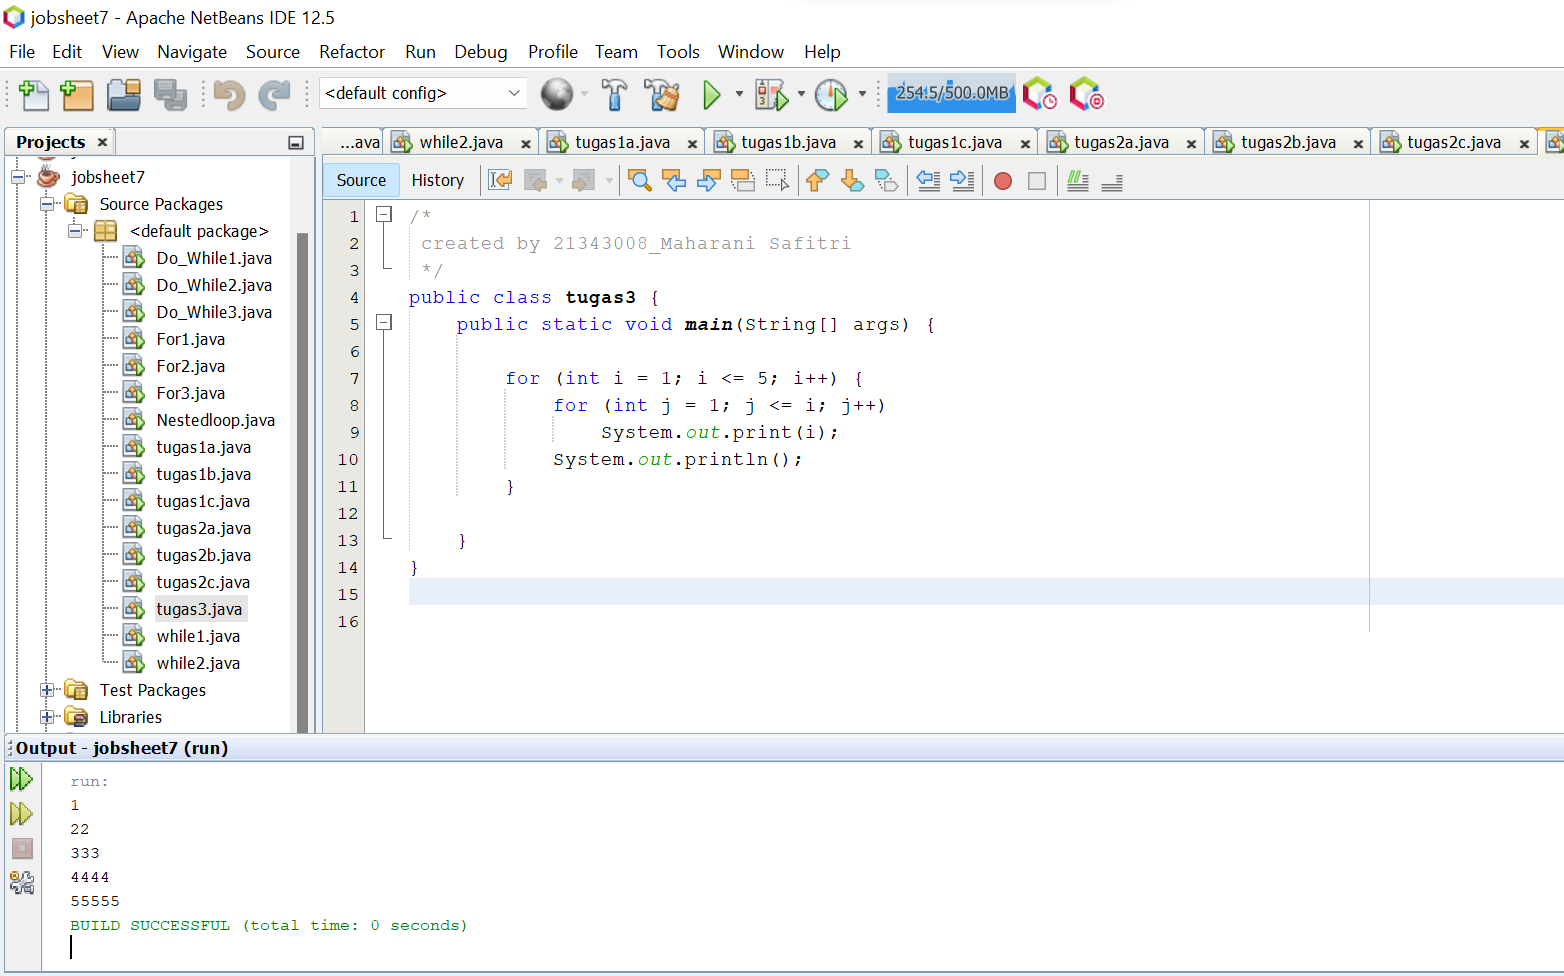 jobsheet7 - Apache NetBeans IDE 12.5
File Edit View Navigate Source Refactor Run Debug Profile Team Tools Window Help
<default config>
254.5/500.0MB
Projects
...ava while2.java tugas1a.java tugas1b.java tugas1c.java tugas2a.java tugas2b.java tugas2c.java
Source History
jobsheet7
Source Packages
<default package>
Do_While1.java
Do_While2.java
Do_While3.java
For1.java
For2.java
For3.java
Nestedloop.java
tugas1a.java
tugas1b.java
tugas1c.java
tugas2a.java
tugas2b.java
tugas2c.java
tugas3.java
while1.java
while2.java
Test Packages
Libraries
1 /*
2 created by 21343008_Maharani Safitri
3 */
4 public class tugas3 {
5 public static void main(String[] args) {
6
7 for (int i = 1; i <= 5; i++) {
8 for (int j = 1; j <= i; j++)
9 System.out.print(i);
10 System.out.println();
11 }
12
13 }
14 }
15
16
Output - jobsheet7 (run)
run:
1
22
333
4444
55555
BUILD SUCCESSFUL (total time: 0 seconds)